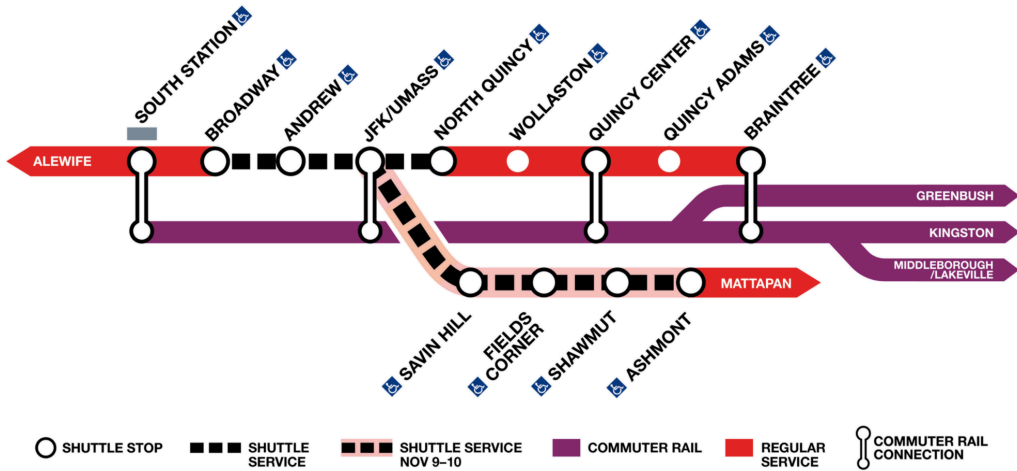 SOUTH STATION
BROADWAY
ANDREW
JFK/UMASS
NORTH QUINCY
WOLLASTON
QUINCY CENTER
QUINCY ADAMS
BRAINTREE
ALEWIFE
GREENBUSH
KINGSTON
MIDDLEBOROUGH
/LAKEVILLE
MATTAPAN
SAVIN HILL
FIELDS
CORNER
SHAWMUT
ASHMONT
SHUTTLE STOP
SHUTTLE
SERVICE
SHUTTLE SERVICE
NOV 9–10
COMMUTER RAIL
REGULAR
SERVICE
COMMUTER RAIL
CONNECTION